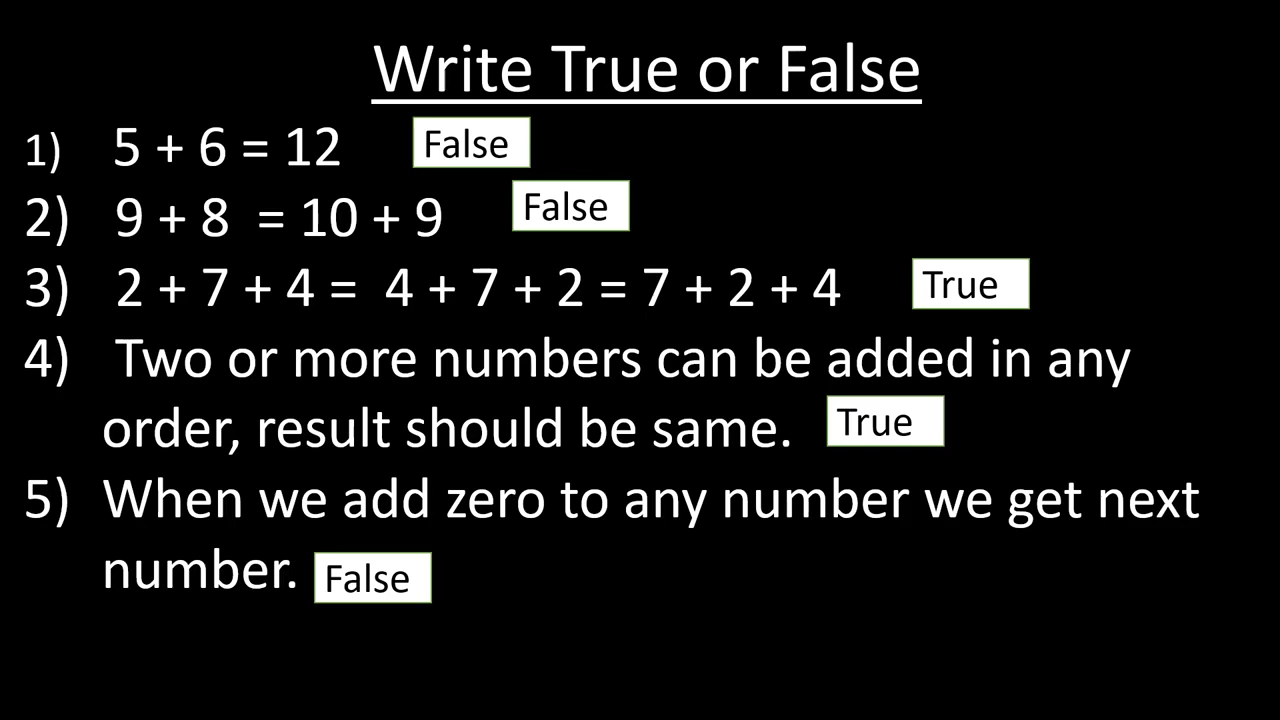 Write True or False
1) 5 + 6 = 12 False
2) 9 + 8 = 10 + 9 False
3) 2 + 7 + 4 = 4 + 7 + 2 = 7 + 2 + 4 True
4) Two or more numbers can be added in any
order, result should be same. True
5) When we add zero to any number we get next
number. False